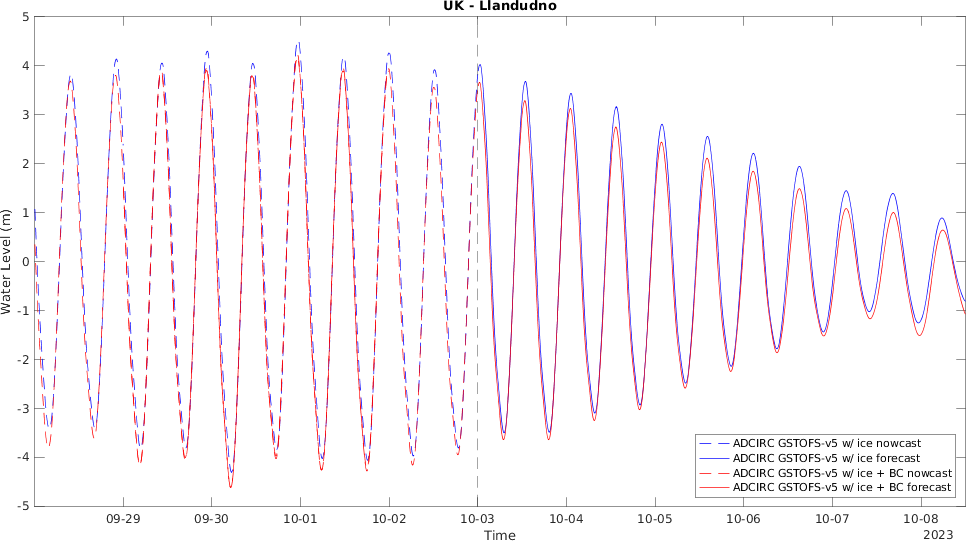 UK - Llandudno
5
4
3
2
1
0
-1
-2
-3
-4
-5
Water Level (m)
ADCIRC GSTOFS-v5 w/ ice nowcast
ADCIRC GSTOFS-v5 w/ ice forecast
ADCIRC GSTOFS-v5 w/ ice + BC nowcast
ADCIRC GSTOFS-v5 w/ ice + BC forecast
09-29 09-30 10-01 10-02 10-03 10-04 10-05 10-06 10-07 10-08
Time
2023